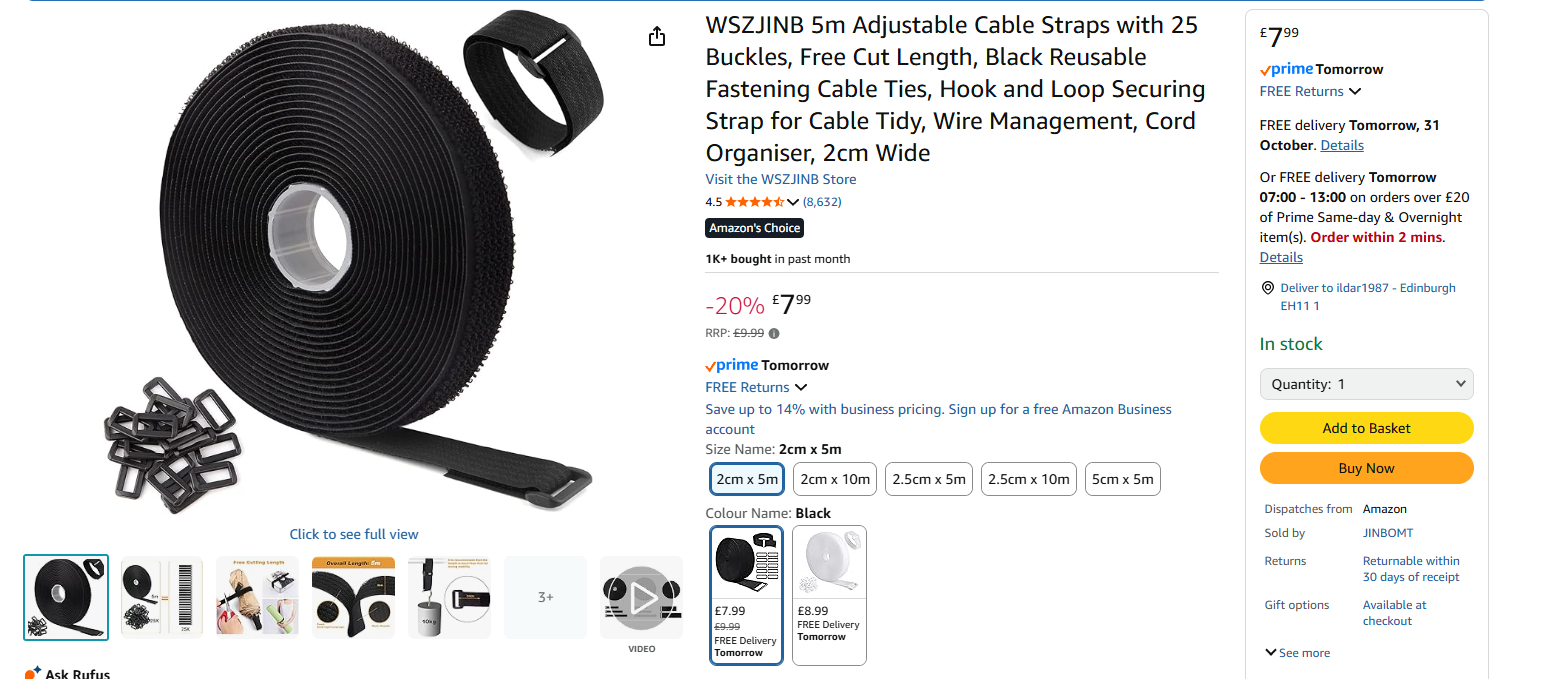 WSZJINB 5m Adjustable Cable Straps with 25
Buckles, Free Cut Length, Black Reusable
Fastening Cable Ties, Hook and Loop Securing
Strap for Cable Tidy, Wire Management, Cord
Organiser, 2cm Wide
Visit the WSZJINB Store
4.5 (8,632)
Amazon's Choice
1K+ bought in past month
-20% £7⁹⁹
RRP: £9.99
prime Tomorrow
FREE Returns
Save up to 14% with business pricing. Sign up for a free Amazon Business
account
Size Name: 2cm x 5m
2cm x 5m 2cm x 10m 2.5cm x 5m 2.5cm x 10m 5cm x 5m
Colour Name: Black
£7.99
£9.99
FREE Delivery
Tomorrow
£8.99
FREE Delivery
Tomorrow
Click to see full view
Free Cutting Length
Overall Length: 5m
10kg
3+
VIDEO
Ask Rufus
£7⁹⁹
prime Tomorrow
FREE Returns
FREE delivery Tomorrow, 31
October. Details
Or FREE delivery Tomorrow
07:00 - 13:00 on orders over £20
of Prime Same-day & Overnight
item(s). Order within 2 mins.
Details
Deliver to ildar1987 - Edinburgh
EH11 1
In stock
Quantity: 1
Add to Basket
Buy Now
Dispatches from Amazon
Sold by JINBOMT
Returns Returnable within
30 days of receipt
Gift options Available at
checkout
See more